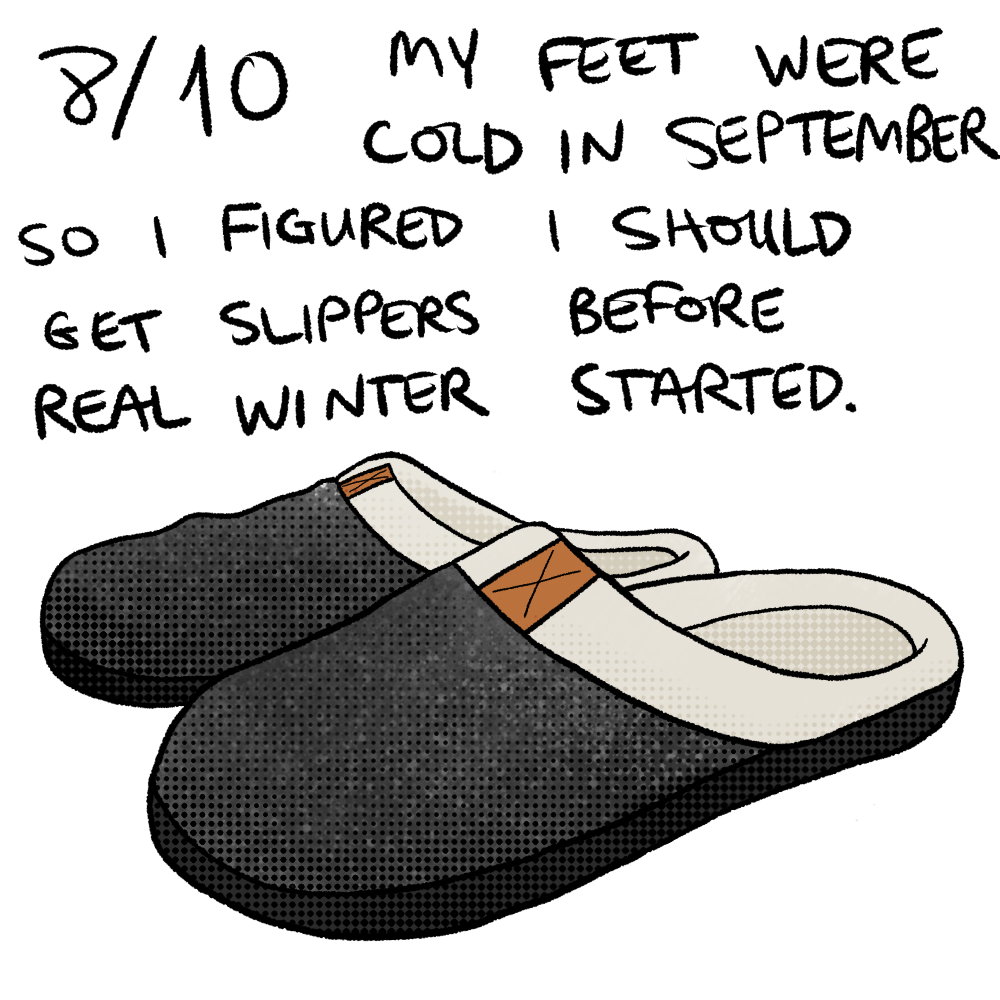 8/10 MY FEET WERE
COLD IN SEPTEMBER
SO I FIGURED I SHOULD
GET SLIPPERS BEFORE
REAL WINTER STARTED.